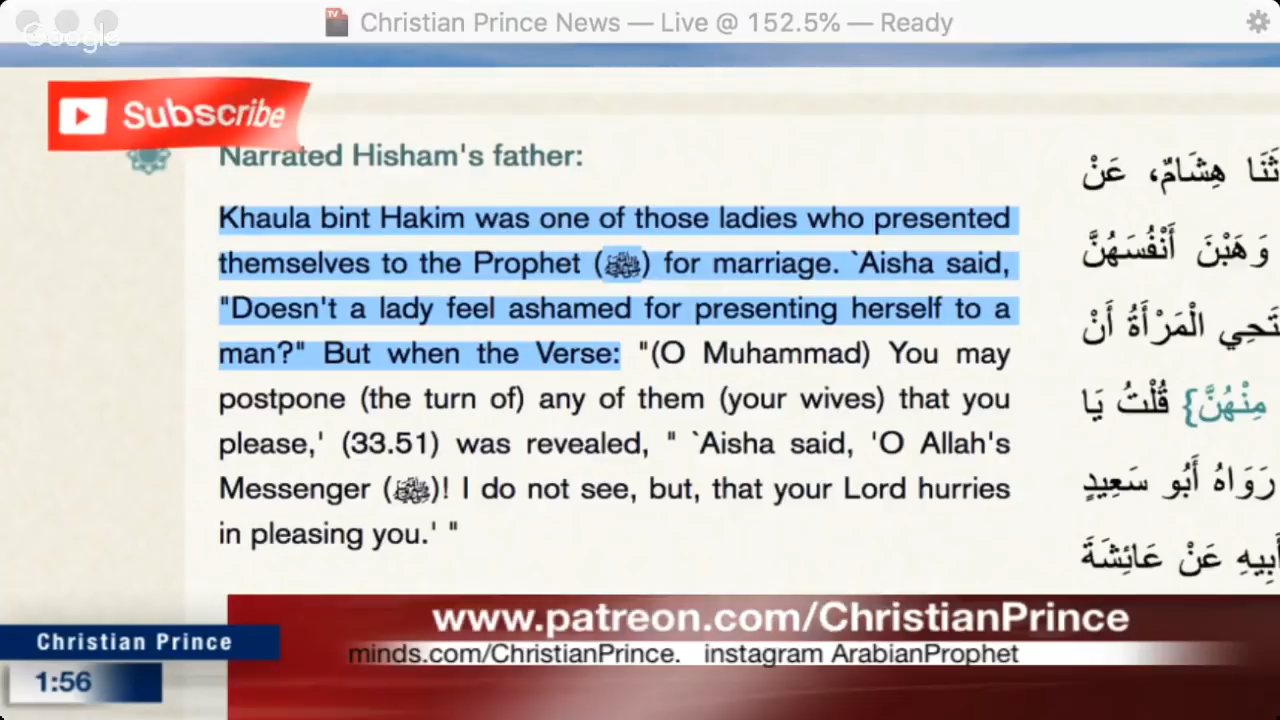 Christian Prince News — Live @ 152.5% — Ready
Google
Subscribe
Narrated Hisham's father:
Khaula bint Hakim was one of those ladies who presented
themselves to the Prophet (ﷺ) for marriage. `Aisha said,
"Doesn't a lady feel ashamed for presenting herself to a
man?" But when the Verse: "(O Muhammad) You may
postpone (the turn of) any of them (your wives) that you
please,' (33.51) was revealed, " `Aisha said, 'O Allah's
Messenger (ﷺ)! I do not see, but, that your Lord hurries
in pleasing you.' "
ثَنَا هِشَامٌ، عَنْ
وَهَبْنَ أَنْفُسَهُنَّ
تَحِي الْمَرْأَةُ أَنْ
مِنْهُنَّ} قُلْتُ يَا
رَوَاهُ أَبُو سَعِيدٍ
أَبِيهِ عَنْ عَائِشَةَ
www.patreon.com/ChristianPrince
minds.com/ChristianPrince. instagram ArabianProphet
Christian Prince
1:56